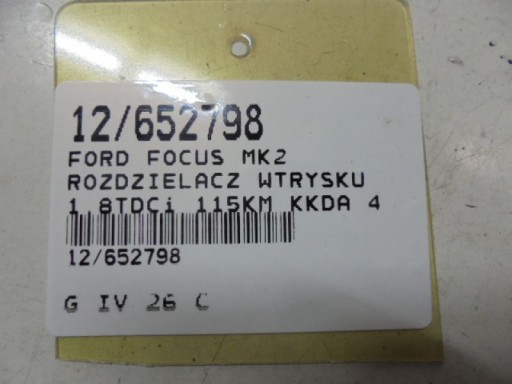 12/652798
FORD FOCUS MK2
ROZDZIELACZ WTRYSKU
1.8TDCi 115KM KKDA 4
12/652798
G IV 26 C